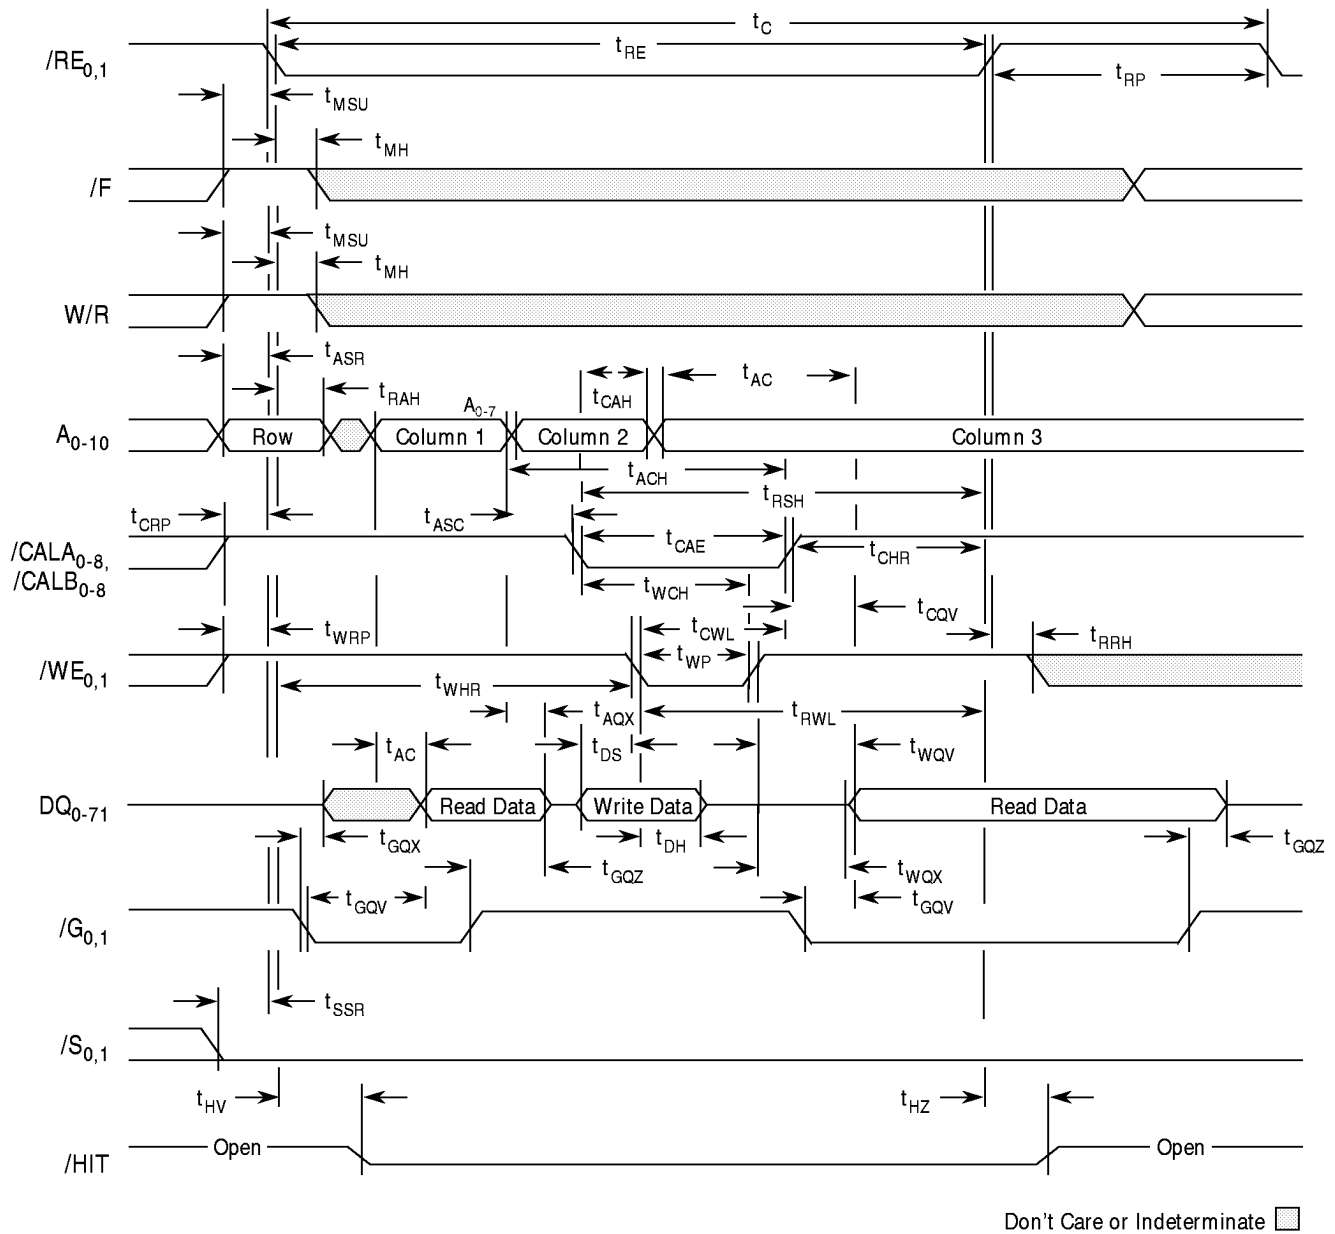 tC
/RE0,1
tRE
tRP
tMSU
tMH
/F
tMSU
tMH
W/R
tASR
tRAH
tCAH
tAC
A0-7
A0-10
Row
Column 1
Column 2
Column 3
tACH
tRSH
tCRP
tASC
/CALA0-8,
/CALB0-8
tCAE
tCHR
tWCH
tCQV
tWRP
tCWL
tRRH
/WE0,1
tWP
tWHR
tAQX
tRWL
tAC
tDS
tWQV
DQ0-71
Read Data
Write Data
Read Data
tGQX
tDH
tGQZ
tGQZ
tWQX
tGQV
tGQV
/G0,1
tSSR
/S0,1
tHV
tHZ
/HIT
Open
Open
Don't Care or Indeterminate